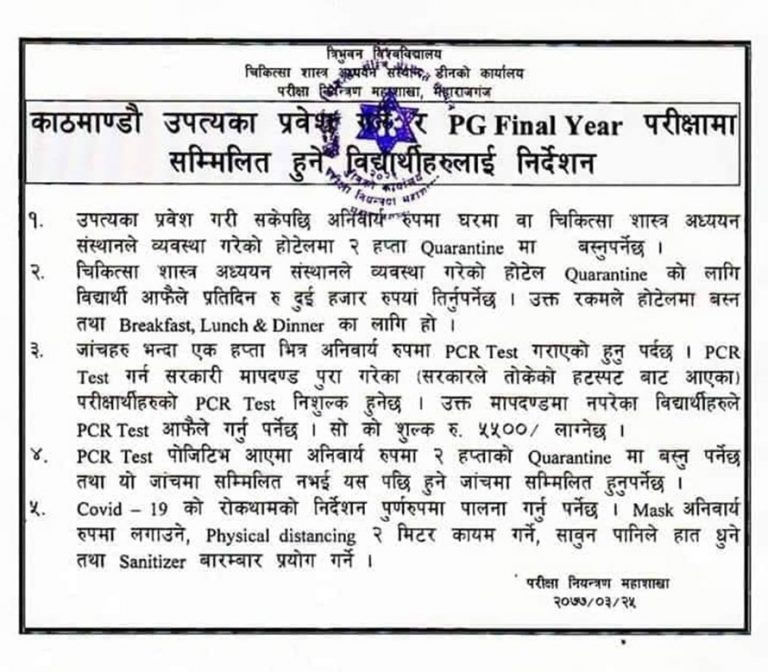 त्रिभुवन विश्वविद्यालय
चिकित्सा शास्त्र अध्ययन संस्थान डीनको कार्यालय
परीक्षा नियन्त्रण महाशाखा, महाराजगंज
काठमाण्डौ उपत्यका प्रवेश गर्ने र PG Final Year परीक्षामा
सम्मिलित हुने विद्यार्थीहरुलाई निर्देशन
१. उपत्यका प्रवेश गरी सकेपछि अनिवार्य रुपमा घरमा वा चिकित्सा शास्त्र अध्ययन
संस्थानले व्यवस्था गरेको होटेलमा २ हप्ता Quarantine मा बस्नुपर्नेछ ।
२. चिकित्सा शास्त्र अध्ययन संस्थानले व्यवस्था गरेको होटेल Quarantine को लागि
विद्यार्थी आफैले प्रतिदिन रु दुई हजार रुपयां तिर्नुपर्नेछ । उक्त रकमले होटेलमा बस्न
तथा Breakfast, Lunch & Dinner का लागि हो ।
३. जांचहरु भन्दा एक हप्ता भित्र अनिवार्य रुपमा PCR Test गराएको हुनु पर्दछ । PCR
Test गर्न सरकारी मापदण्ड पुरा गरेका (सरकारले तोकेको हटस्पट बाट आएका)
परीक्षार्थीहरुको PCR Test निशुल्क हुनेछ । उक्त मापदण्डमा नपरेका विद्यार्थीहरुले
PCR Test आफैले गर्नु पर्नेछ । सो को शुल्क रु. ५५००/ लाग्नेछ ।
४. PCR Test पोजिटिभ आएमा अनिवार्य रुपमा २ हप्ताको Quarantine मा बस्नु पर्नेछ
तथा यो जांचमा सम्मिलित नभई यस पछि हुने जांचमा सम्मिलित हुनुपर्नेछ ।
५. Covid – 19 को रोकथामको निर्देशन पुर्णरुपमा पालना गर्नु पर्नेछ । Mask अनिवार्य
रुपमा लगाउने, Physical distancing २ मिटर कायम गर्ने, साबुन पानिले हात धुने
तथा Sanitizer बारम्बार प्रयोग गर्ने ।
परीक्षा नियन्त्रण महाशाखा
२०७७/०३/२५